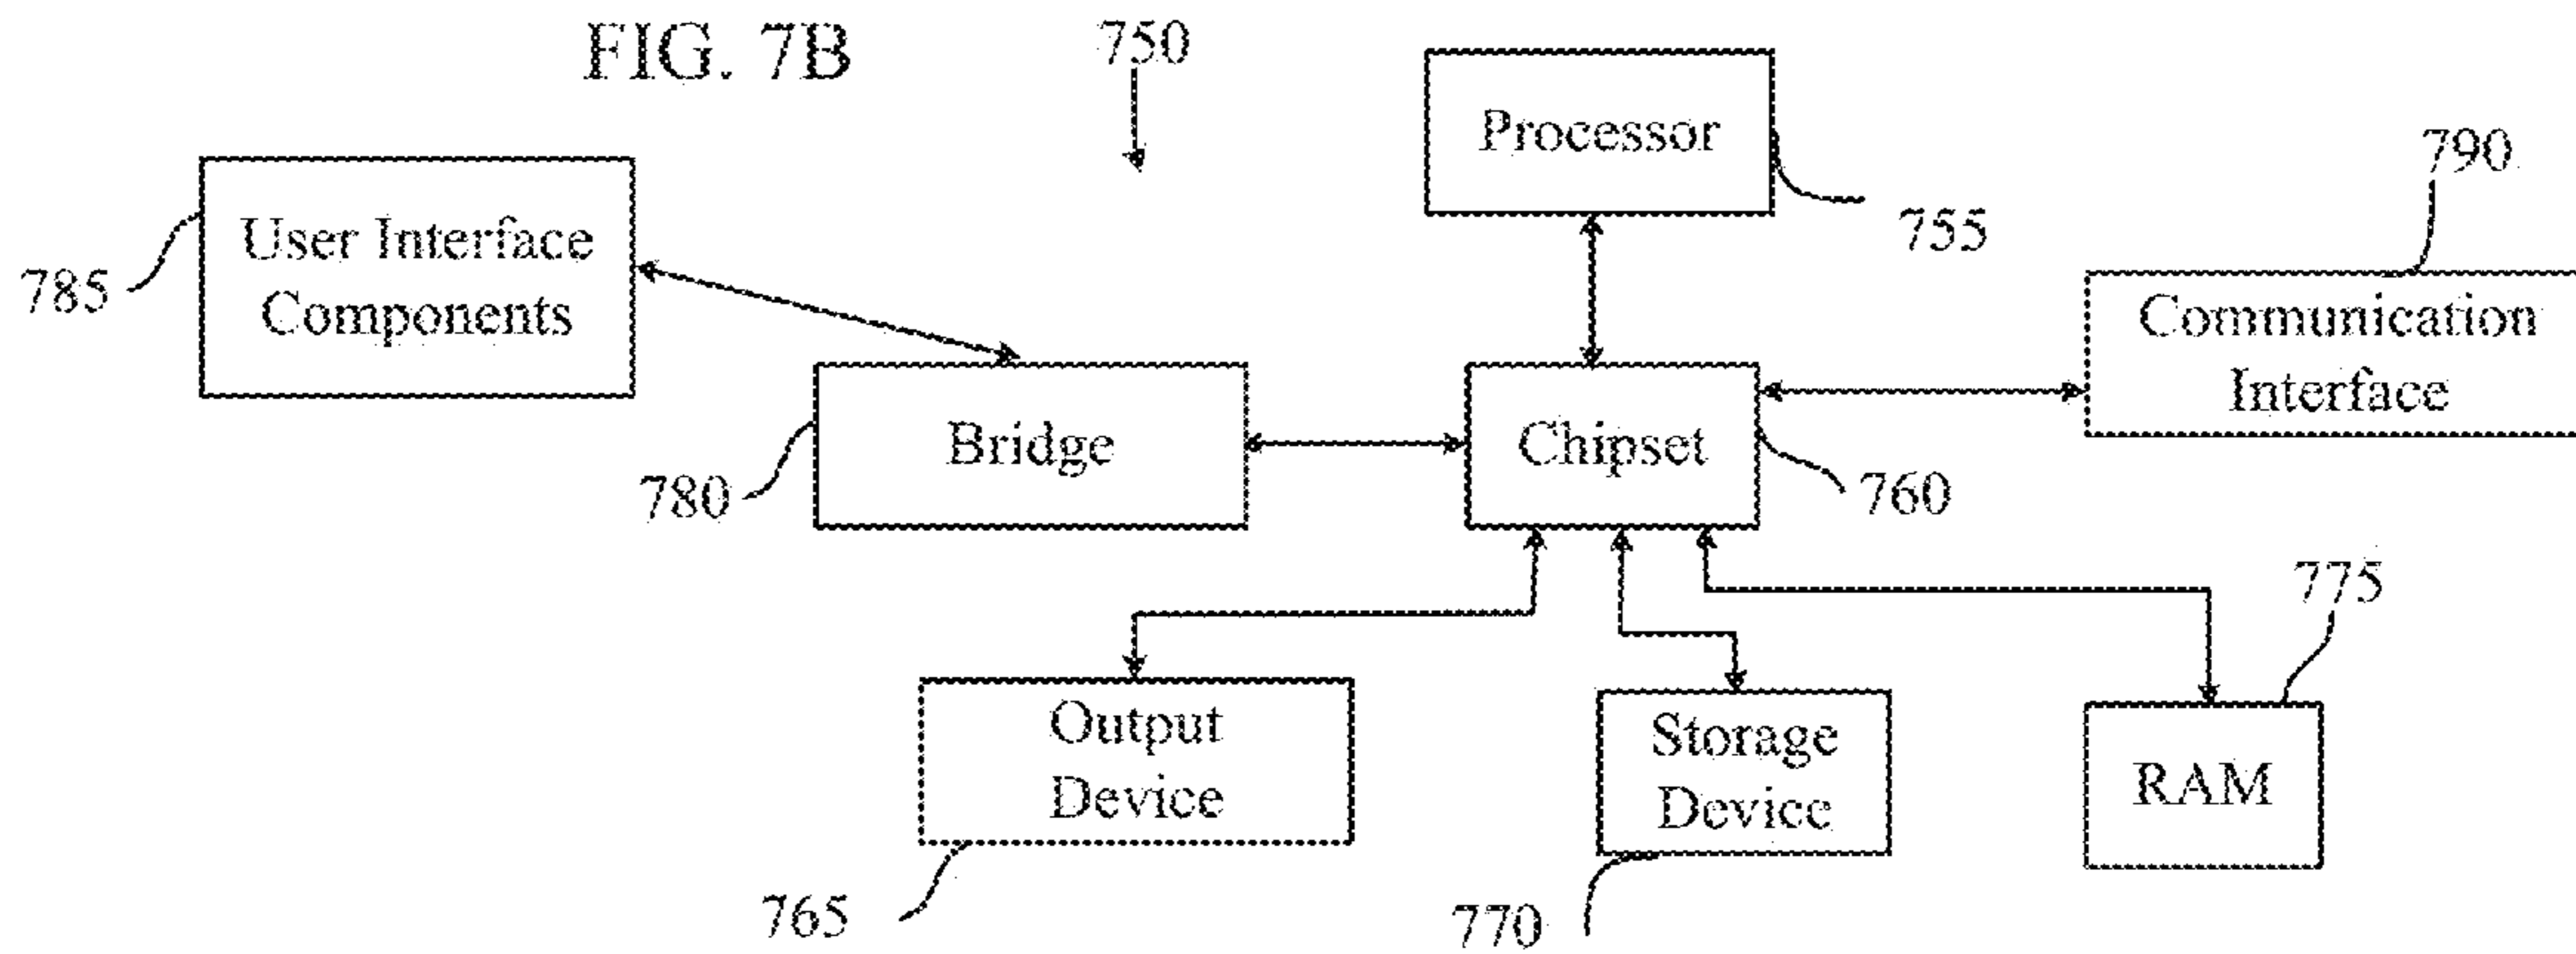 FIG. 7B
750
Processor
790
755
User Interface
Components
785
Communication
Interface
Bridge
Chipset
780
760
775
Output
Device
Storage
Device
RAM
765
770